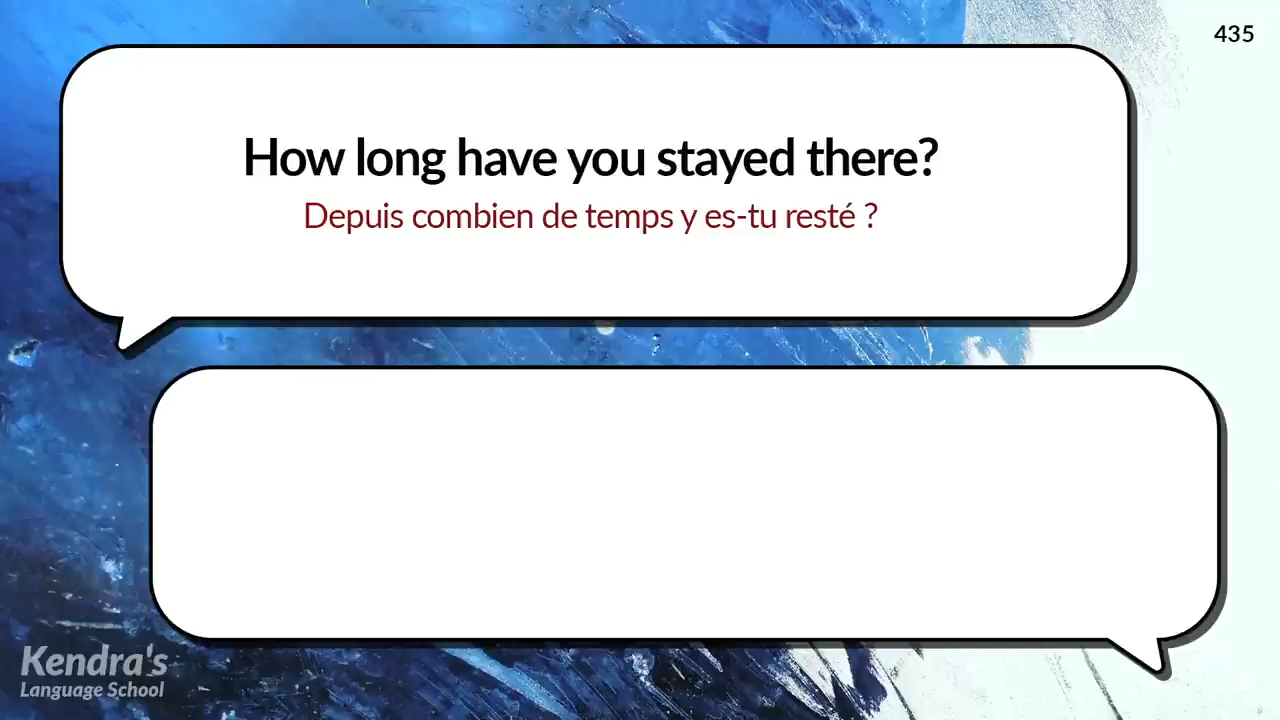 435
How long have you stayed there?
Depuis combien de temps y es-tu resté ?
Kendra's
Language School